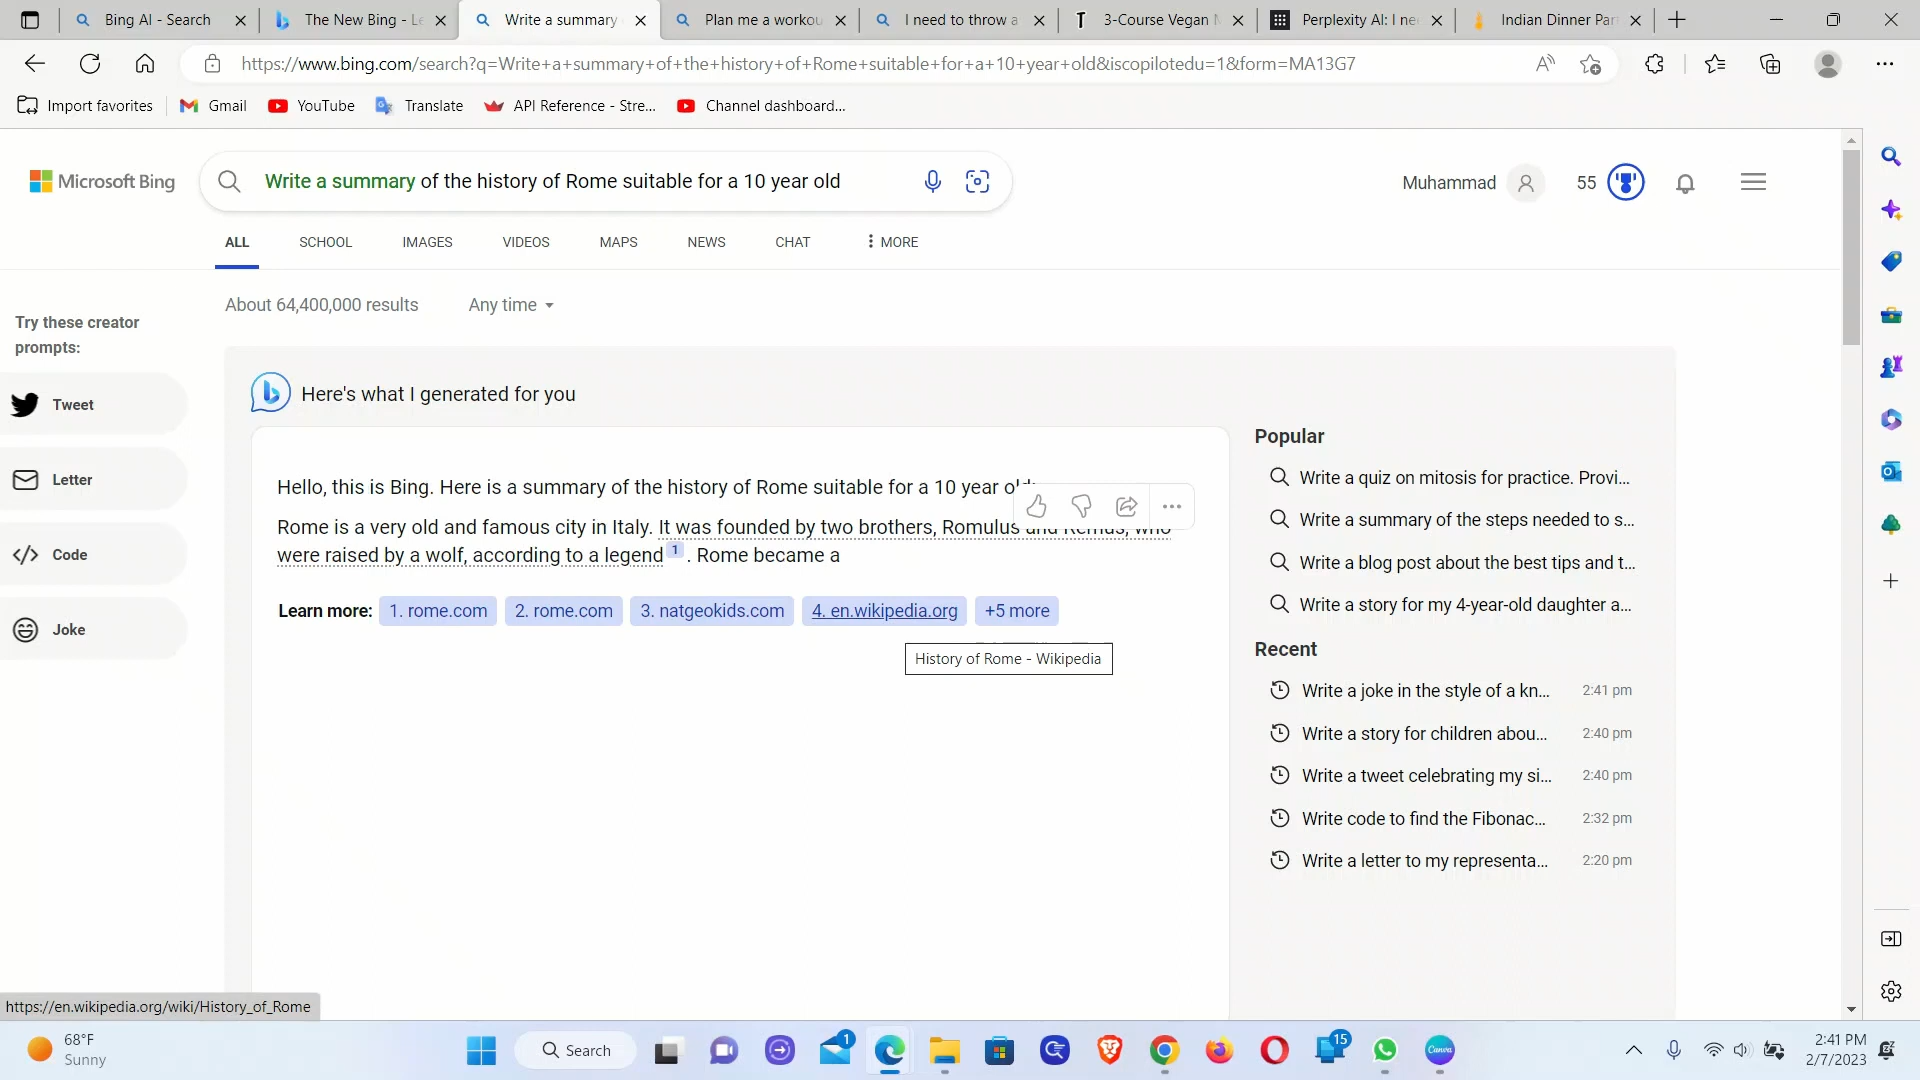 Bing AI - Search
The New Bing - Le
Write a summary
Plan me a workou
I need to throw a
3-Course Vegan M
Perplexity AI: I ne
Indian Dinner Par
https://www.bing.com/search?q=Write+a+summary+of+the+history+of+Rome+suitable+for+a+10+year+old&iscopilotedu=1&form=MA13G7
Import favorites
Gmail
YouTube
Translate
API Reference - Stre...
Channel dashboard...
Microsoft Bing
Write a summary of the history of Rome suitable for a 10 year old
Muhammad
55
ALL
SCHOOL
IMAGES
VIDEOS
MAPS
NEWS
CHAT
MORE
About 64,400,000 results
Any time
Try these creator
prompts:
Tweet
Letter
Code
Joke
Here's what I generated for you
Hello, this is Bing. Here is a summary of the history of Rome suitable for a 10 year old:
Rome is a very old and famous city in Italy. It was founded by two brothers, Romulus and Remus, who
were raised by a wolf, according to a legend 1 . Rome became a
Learn more: 1. rome.com 2. rome.com 3. natgeokids.com 4. en.wikipedia.org +5 more
History of Rome - Wikipedia
Popular
Write a quiz on mitosis for practice. Provi...
Write a summary of the steps needed to s...
Write a blog post about the best tips and t...
Write a story for my 4-year-old daughter a...
Recent
Write a joke in the style of a kn... 2:41 pm
Write a story for children abou... 2:40 pm
Write a tweet celebrating my si... 2:40 pm
Write code to find the Fibonac... 2:32 pm
Write a letter to my representa... 2:20 pm
https://en.wikipedia.org/wiki/History_of_Rome
68°F
Sunny
Search
1
15
Canva
2:41 PM
2/7/2023